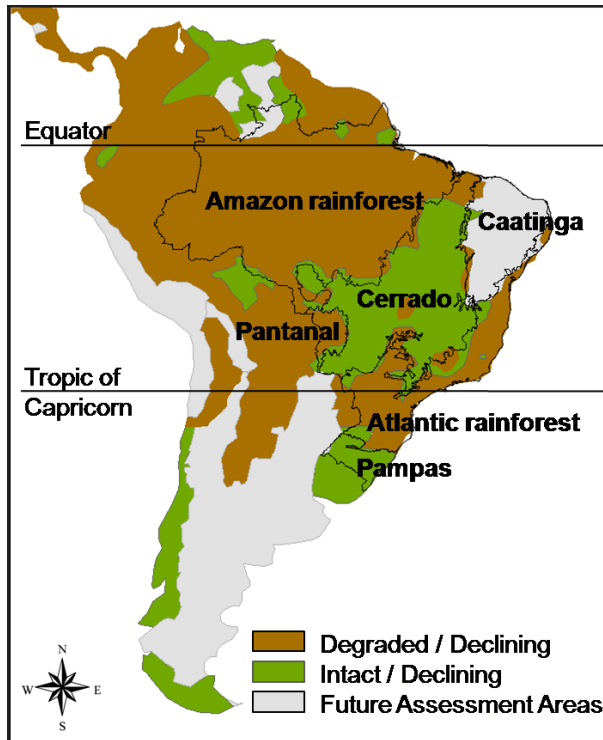 Equator
Amazon rainforest
Caatinga
Cerrado
Pantanal
Tropic of
Capricorn
Atlantic rainforest
Pampas
Degraded / Declining
Intact / Declining
Future Assessment Areas
N
W E
S